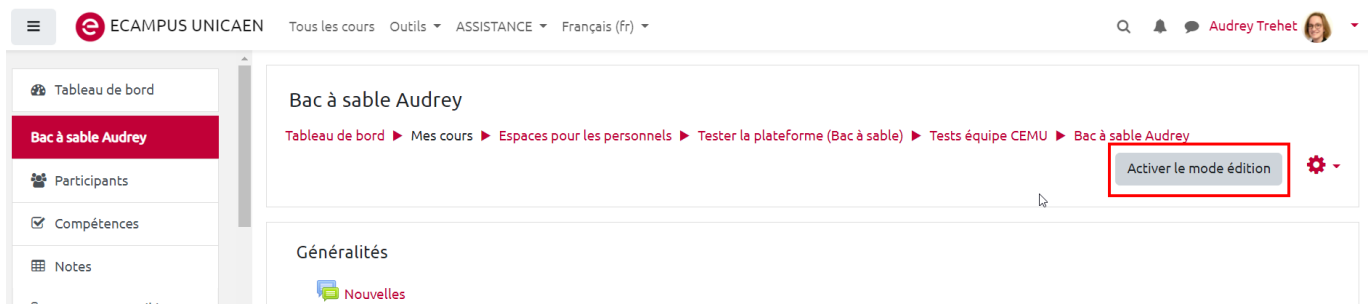 ECAMPUS UNICAEN Tous les cours Outils ASSISTANCE Français (fr) Audrey Trehet
Tableau de bord
Bac à sable Audrey
Participants
Compétences
Notes
Bac à sable Audrey
Tableau de bord ▶ Mes cours ▶ Espaces pour les personnels ▶ Tester la plateforme (Bac à sable) ▶ Tests équipe CEMU ▶ Bac à sable Audrey
Activer le mode édition
Généralités
Nouvelles